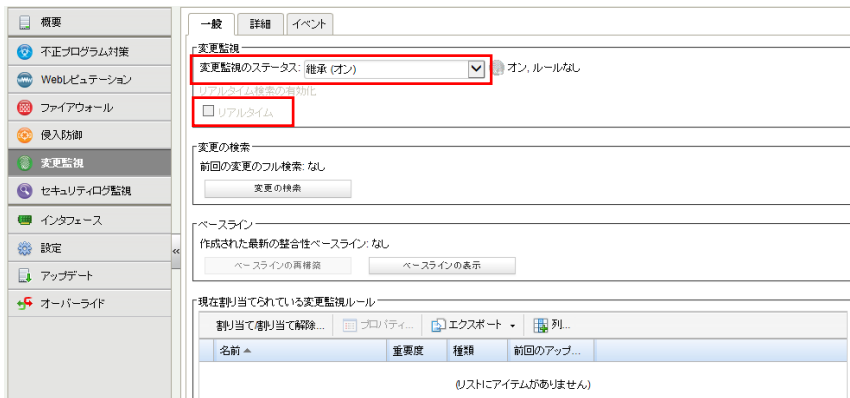 概要
不正プログラム対策
Webレピュテーション
ファイアウォール
侵入防御
変更監視
セキュリティログ監視
インタフェース
設定
アップデート
オーバーライド
«
一般 詳細 イベント
変更監視
変更監視のステータス: 継承 (オン) オン, ルールなし
リアルタイム検索の有効化
リアルタイム
変更の検索
前回の変更のフル検索: なし
変更の検索
ベースライン
作成された最新の整合性ベースライン: なし
ベースラインの再構築 ベースラインの表示
現在割り当てられている変更監視ルール
割り当て/割り当て解除... プロパティ... エクスポート 列...
名前 重要度 種類 前回のアップ...
(リストにアイテムがありません)